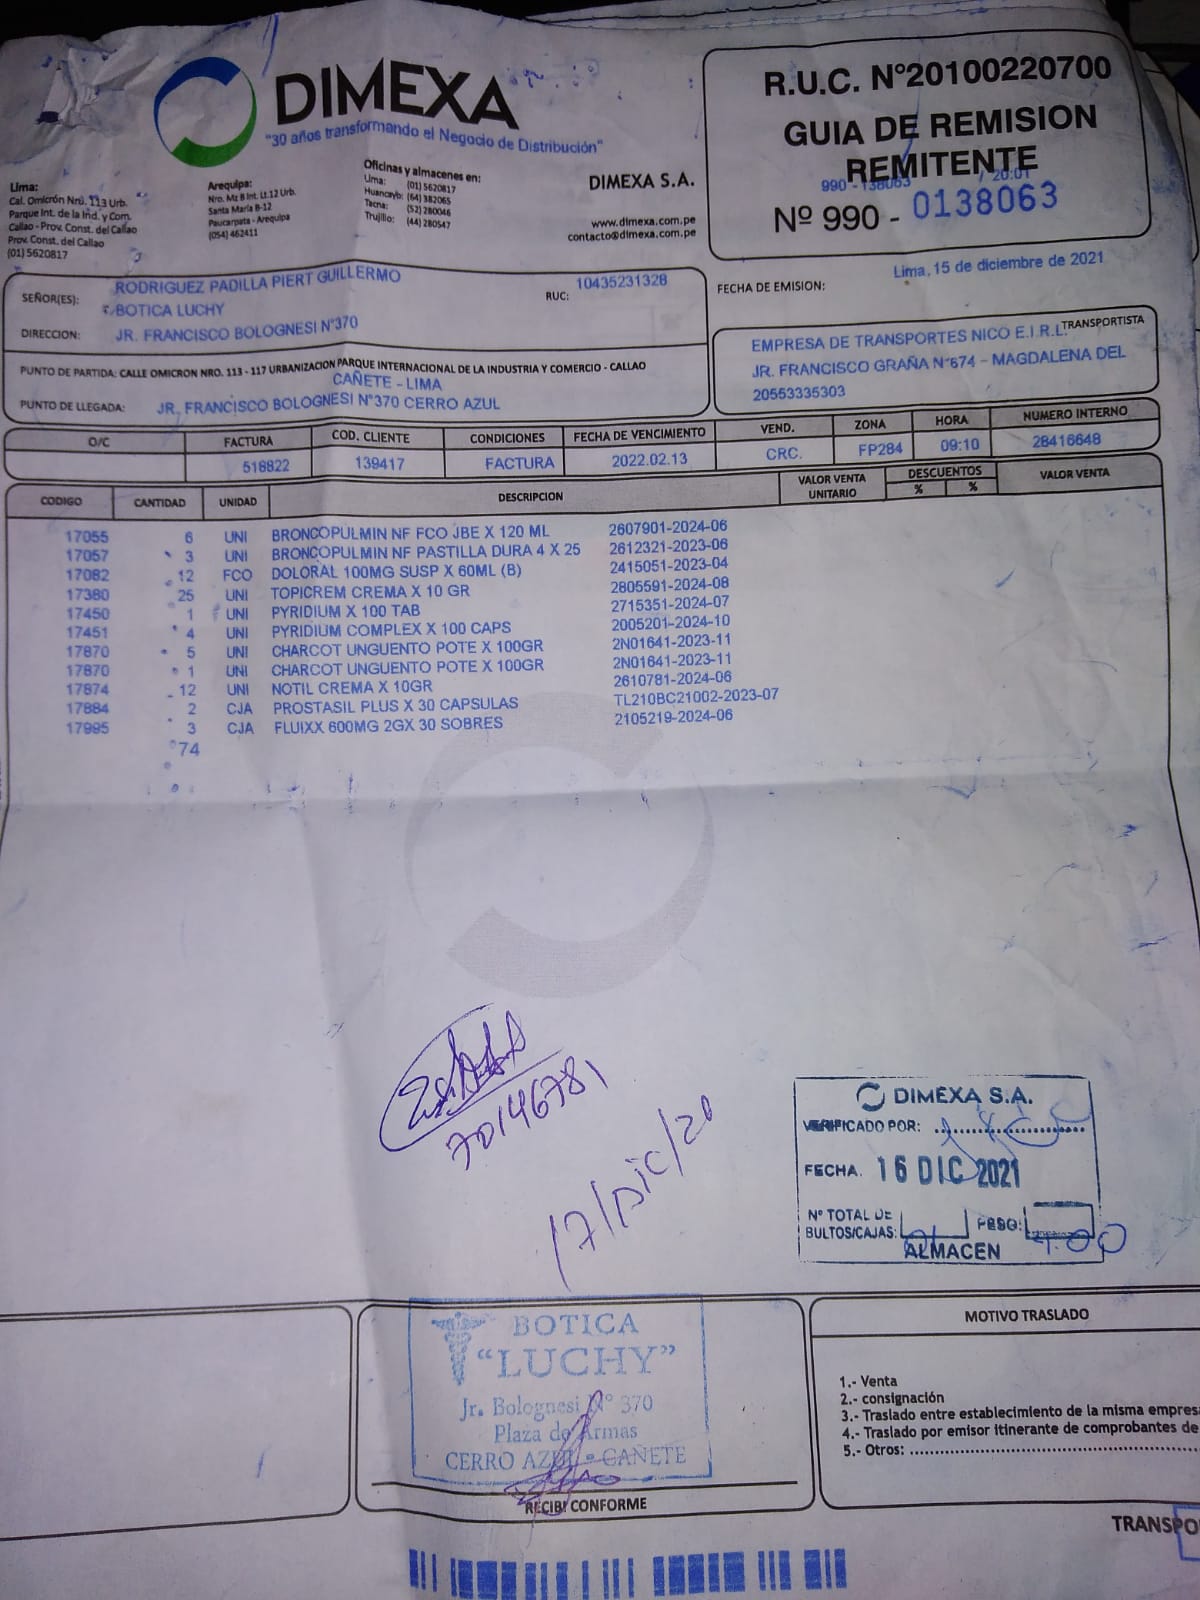 DIMEXA
"30 años transformando el Negocio de Distribución"
R.U.C. Nº20100220700
GUIA DE REMISION
REMITENTE
990-138063 / 20:01
Nº 990 - 0138063
Lima:
Cal. Omicrón Nro. 113 Urb.
Parque Int. de la Ind. y Com.
Callao - Prov. Const. del Callao
Prov. Const. del Callao
(01) 5620817
Arequipa:
Nro. Mz B Int. Lt.12 Urb.
Santa María B-12
Paucarpata - Arequipa
(054) 462411
Oficinas y almacenes en:
Lima: (01) 5620817
Huancayo: (64) 382065
Tacna: (52) 280046
Trujillo: (44) 280547
DIMEXA S.A.
www.dimexa.com.pe
contacto@dimexa.com.pe
SEÑOR(ES): RODRIGUEZ PADILLA PIERT GUILLERMO
RUC: 10435231328
BOTICA LUCHY
DIRECCION: JR. FRANCISCO BOLOGNESI N°370
FECHA DE EMISION: Lima, 15 de diciembre de 2021
PUNTO DE PARTIDA: CALLE OMICRON NRO. 113 - 117 URBANIZACION PARQUE INTERNACIONAL DE LA INDUSTRIA Y COMERCIO - CALLAO
CAÑETE - LIMA
PUNTO DE LLEGADA: JR. FRANCISCO BOLOGNESI N°370 CERRO AZUL
TRANSPORTISTA
EMPRESA DE TRANSPORTES NICO E.I.R.L.
JR. FRANCISCO GRAÑA N°674 - MAGDALENA DEL
20553335303
O/C FACTURA COD. CLIENTE CONDICIONES FECHA DE VENCIMIENTO VEND. ZONA HORA NUMERO INTERNO
518822 139417 FACTURA 2022.02.13 CRC. FP284 09:10 28416648
CODIGO CANTIDAD UNIDAD DESCRIPCION VALOR VENTA UNITARIO DESCUENTOS % % VALOR VENTA
17055 6 UNI BRONCOPULMIN NF FCO JBE X 120 ML 2607901-2024-06
17057 3 UNI BRONCOPULMIN NF PASTILLA DURA 4 X 25 2612321-2023-06
17082 12 FCO DOLORAL 100MG SUSP X 60ML (B) 2415051-2023-04
17380 25 UNI TOPICREM CREMA X 10 GR 2805591-2024-08
17450 1 UNI PYRIDIUM X 100 TAB 2715351-2024-07
17451 4 UNI PYRIDIUM COMPLEX X 100 CAPS 2005201-2024-10
17870 5 UNI CHARCOT UNGUENTO POTE X 100GR 2N01641-2023-11
17870 1 UNI CHARCOT UNGUENTO POTE X 100GR 2N01641-2023-11
17874 12 UNI NOTIL CREMA X 10GR 2610781-2024-06
17884 2 CJA PROSTASIL PLUS X 30 CAPSULAS TL210BC21002-2023-07
17995 3 CJA FLUIXX 600MG 2GX 30 SOBRES 2105219-2024-06
74
70146781
17/Dic/20
DIMEXA S.A.
VERIFICADO POR:
FECHA. 16 DIC 2021
Nº TOTAL DE
BULTOS/CAJAS: PESO:
ALMACEN
BOTICA
"LUCHY"
Jr. Bolognesi Nº 370
Plaza de Armas
CERRO AZUL - CAÑETE
RECIBI CONFORME
MOTIVO TRASLADO
1.- Venta
2.- consignación
3.- Traslado entre establecimiento de la misma empres
4.- Traslado por emisor itinerante de comprobantes de
5.- Otros:
TRANSPO